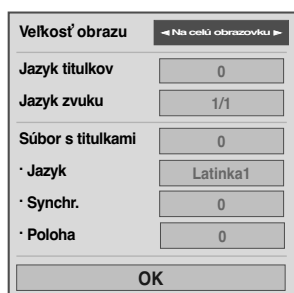 Veľkosť obrazu ◄ Na celú obrazovku ►
Jazyk titulkov 0
Jazyk zvuku 1/1
Súbor s titulkami 0
· Jazyk Latinka1
· Synchr. 0
· Poloha 0
OK